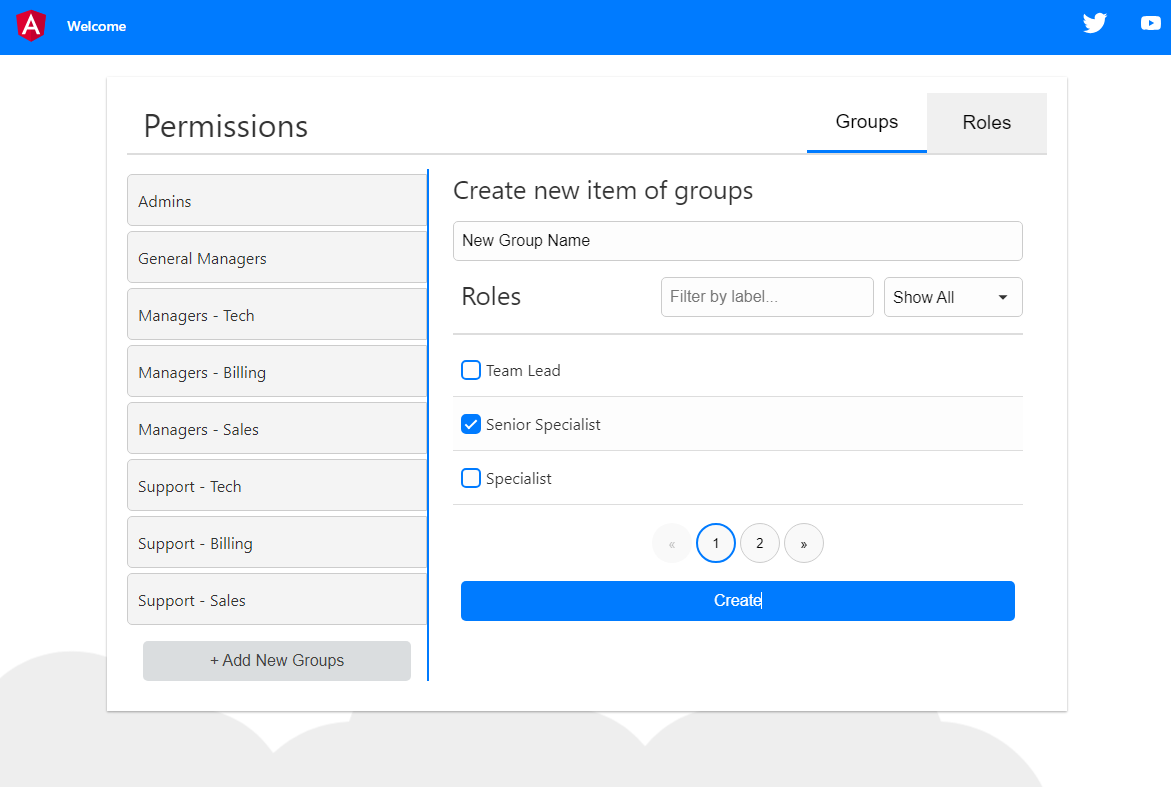 Welcome
Permissions
Groups
Roles
Admins
General Managers
Managers - Tech
Managers - Billing
Managers - Sales
Support - Tech
Support - Billing
Support - Sales
+ Add New Groups
Create new item of groups
New Group Name
Roles
Filter by label...
Show All
Team Lead
Senior Specialist
Specialist
« 1 2 »
Create